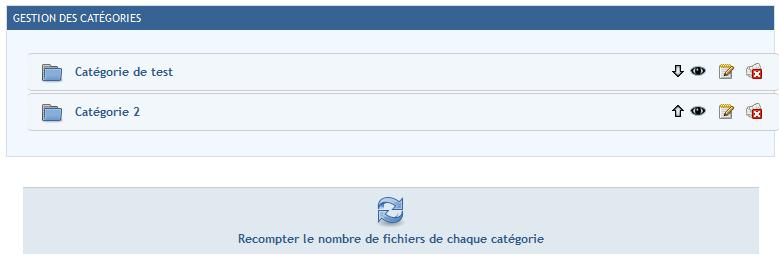 GESTION DES CATÉGORIES
Catégorie de test
Catégorie 2
Recompter le nombre de fichiers de chaque catégorie